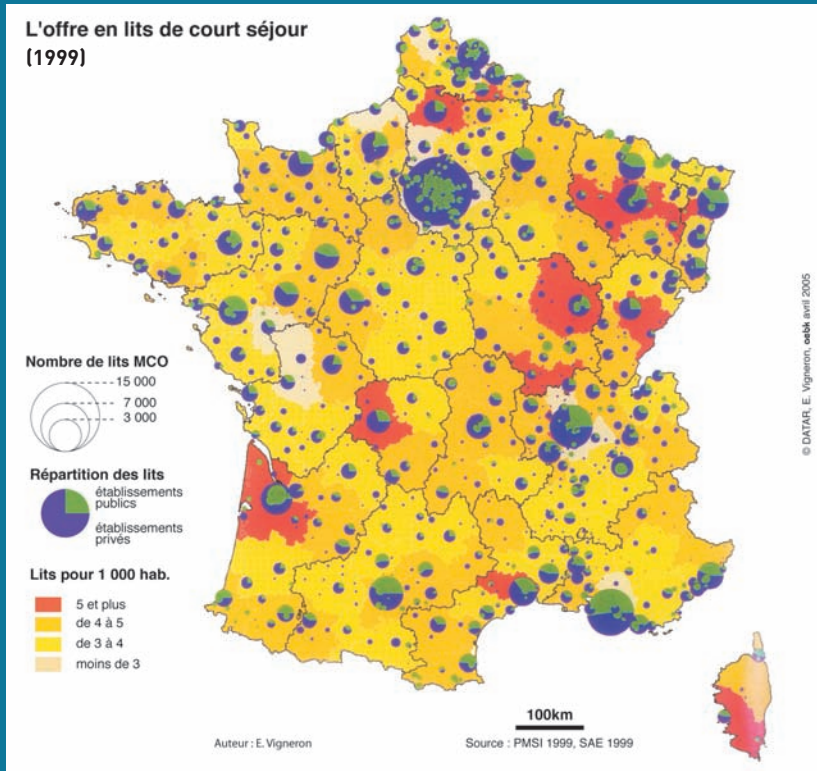 L'offre en lits de court séjour
(1999)
Nombre de lits MCO
15 000
7 000
3 000
Répartition des lits
établissements
publics
établissements
privés
Lits pour 1 000 hab.
5 et plus
de 4 à 5
de 3 à 4
moins de 3
100km
Auteur : E. Vigneron
Source : PMSI 1999, SAE 1999
© DATAR, E. Vigneron, osbk avril 2005